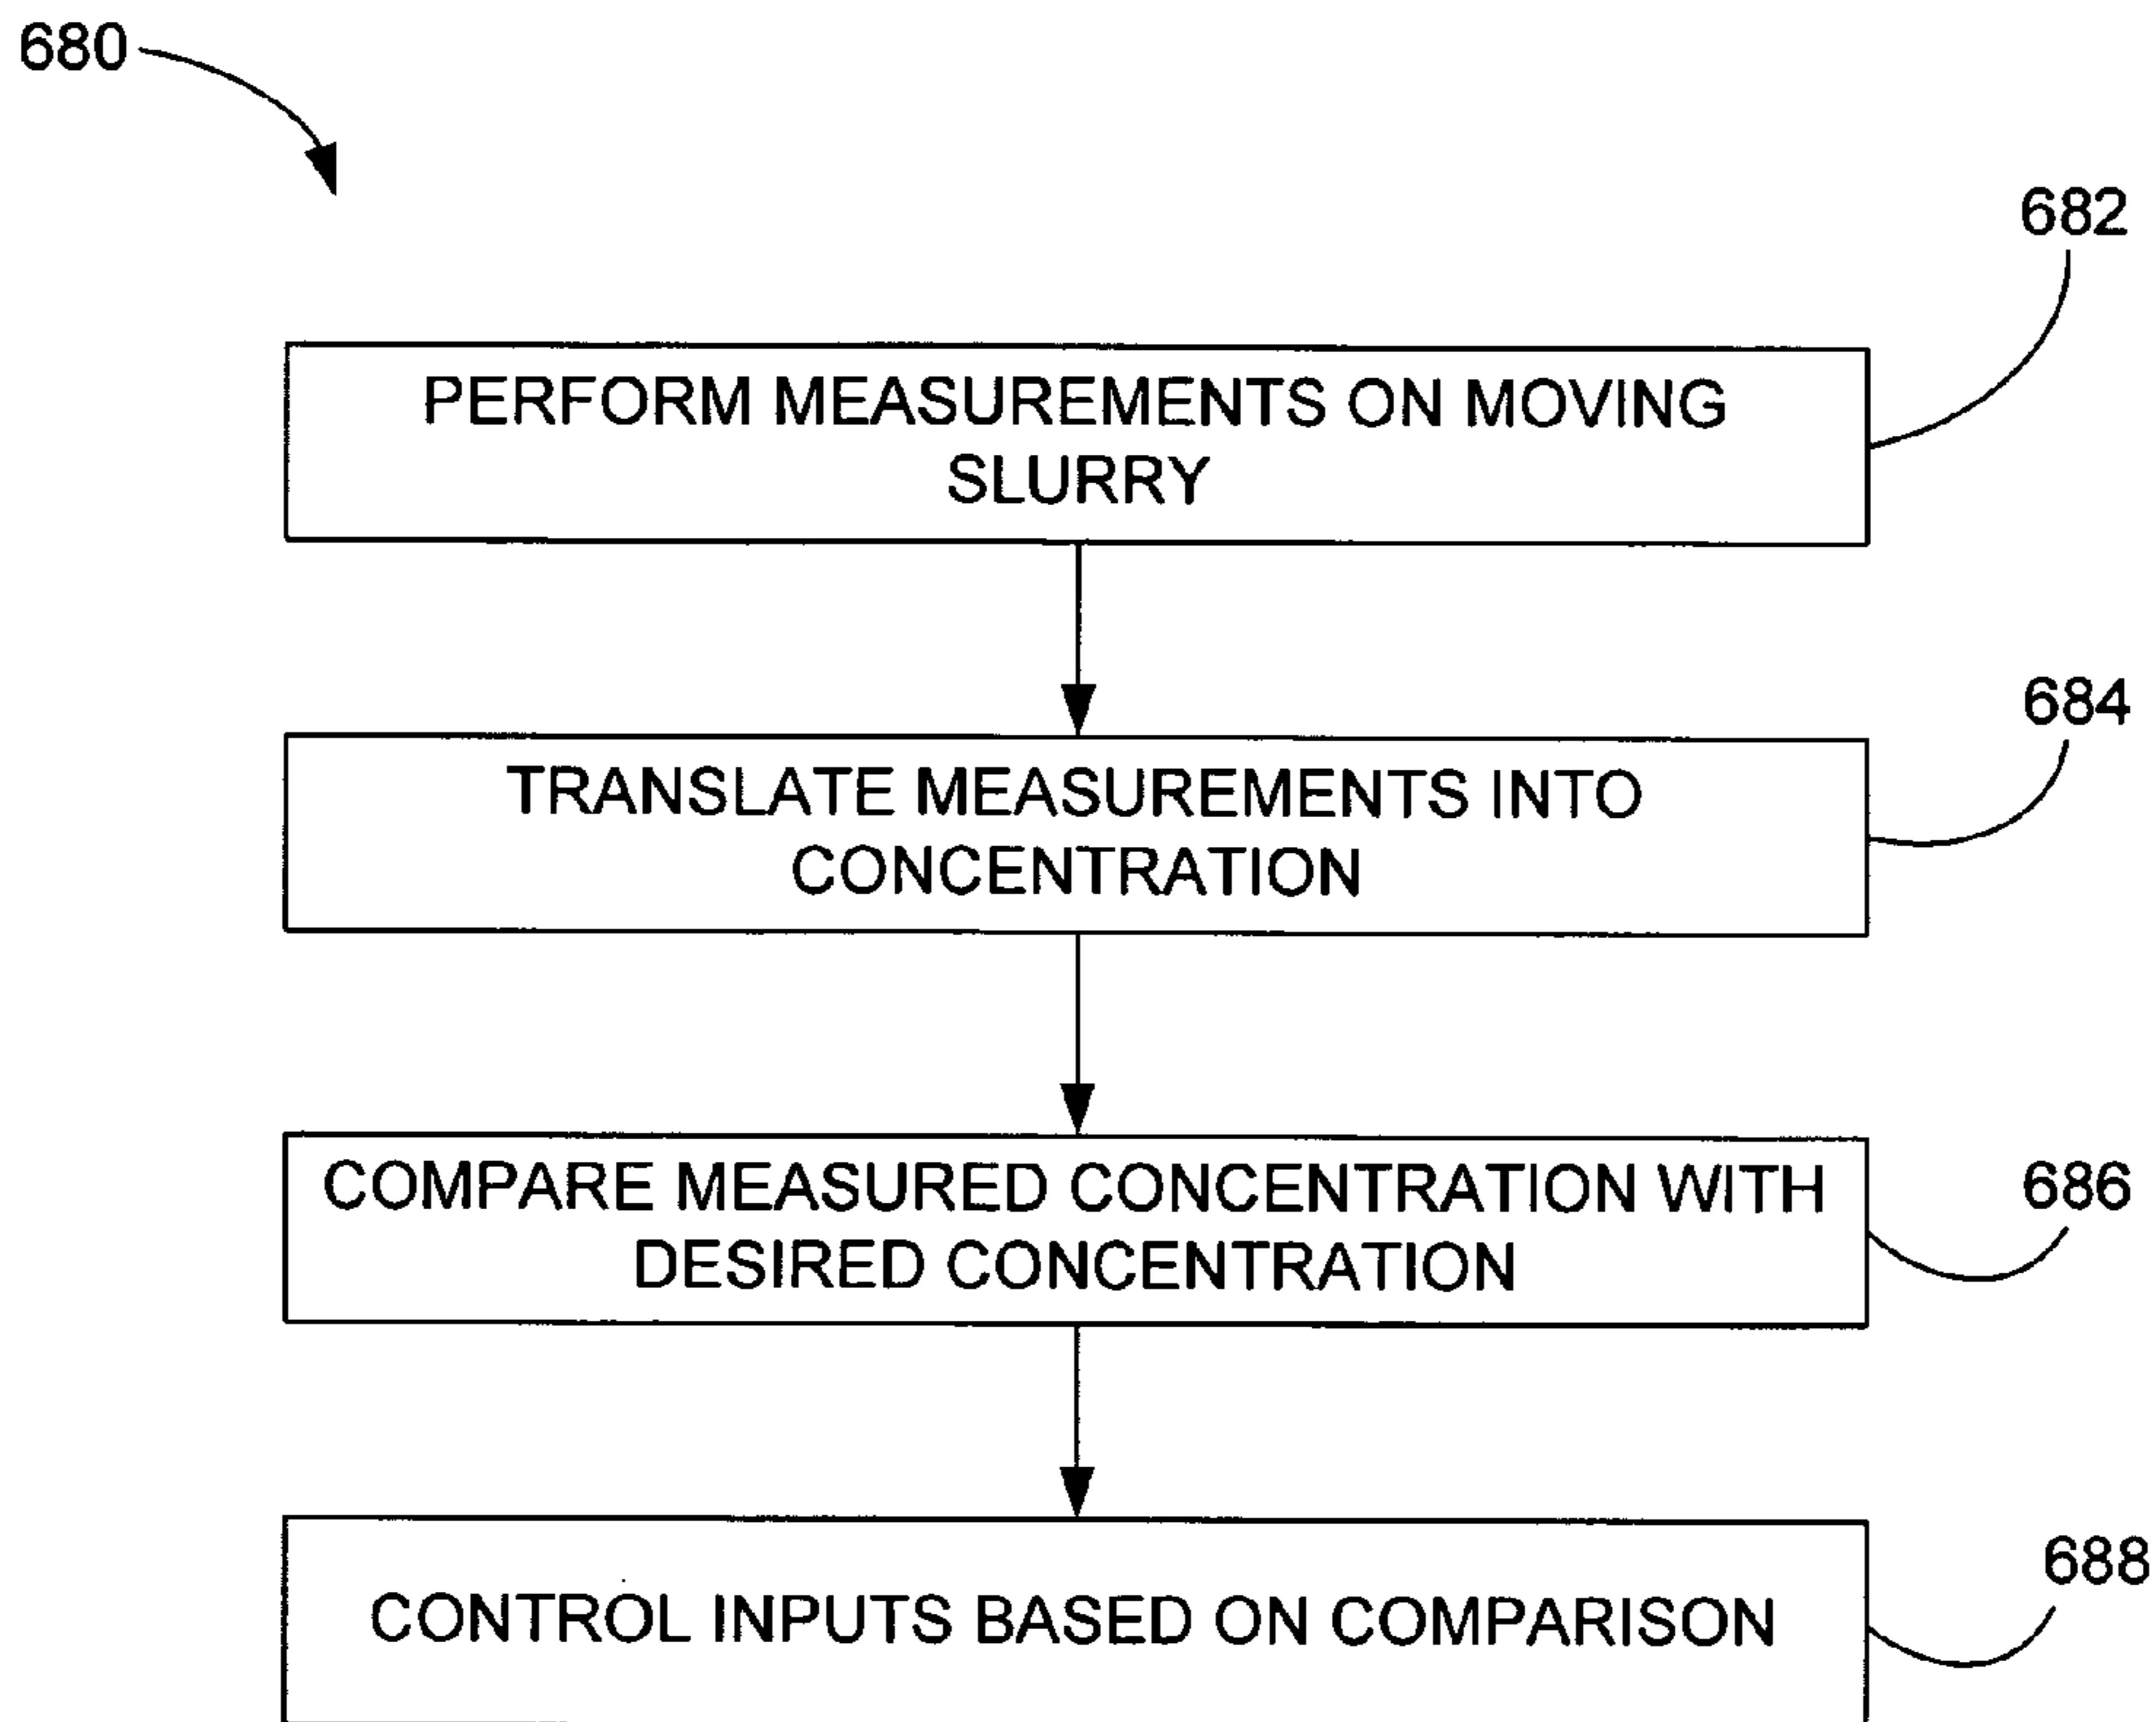 680
682
PERFORM MEASUREMENTS ON MOVING
SLURRY
684
TRANSLATE MEASUREMENTS INTO
CONCENTRATION
686
COMPARE MEASURED CONCENTRATION WITH
DESIRED CONCENTRATION
688
CONTROL INPUTS BASED ON COMPARISON